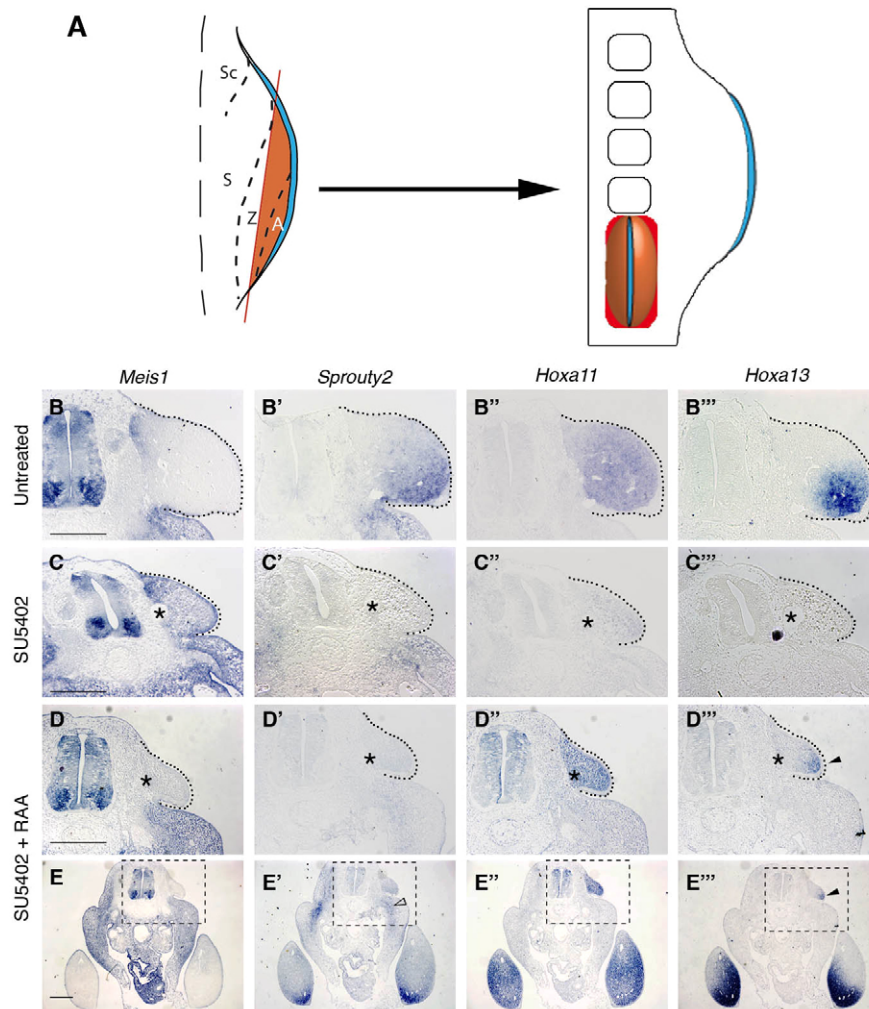 A
Sc
S
Z
A
Meis1 Sprouty2 Hoxa11 Hoxa13
Untreated
B B' B'' B'''
SU5402
C C' C'' C'''
* * * *
SU5402 + RAA
D D' D'' D'''
* * * *
E E' E'' E'''